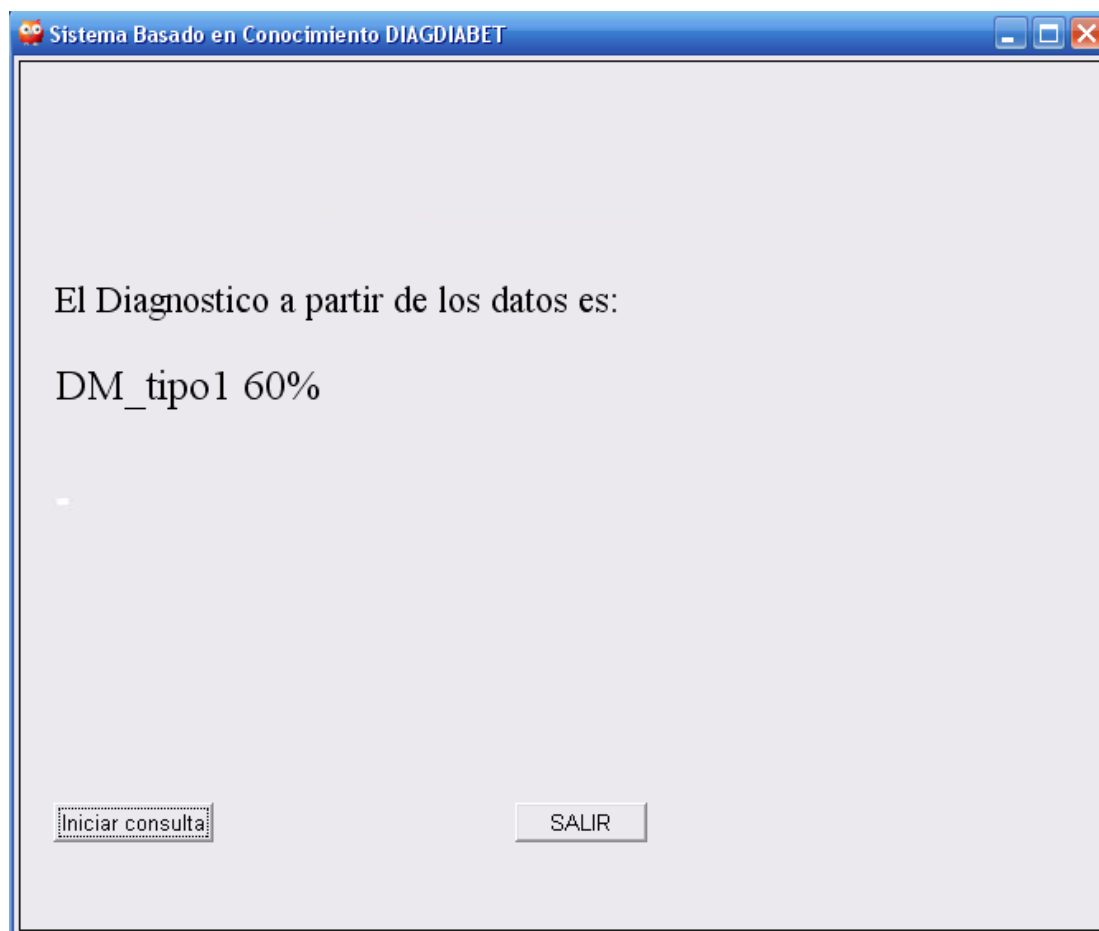 Sistema Basado en Conocimiento DIAGDIABET
El Diagnostico a partir de los datos es:
DM_tipo1 60%
Iniciar consulta
SALIR